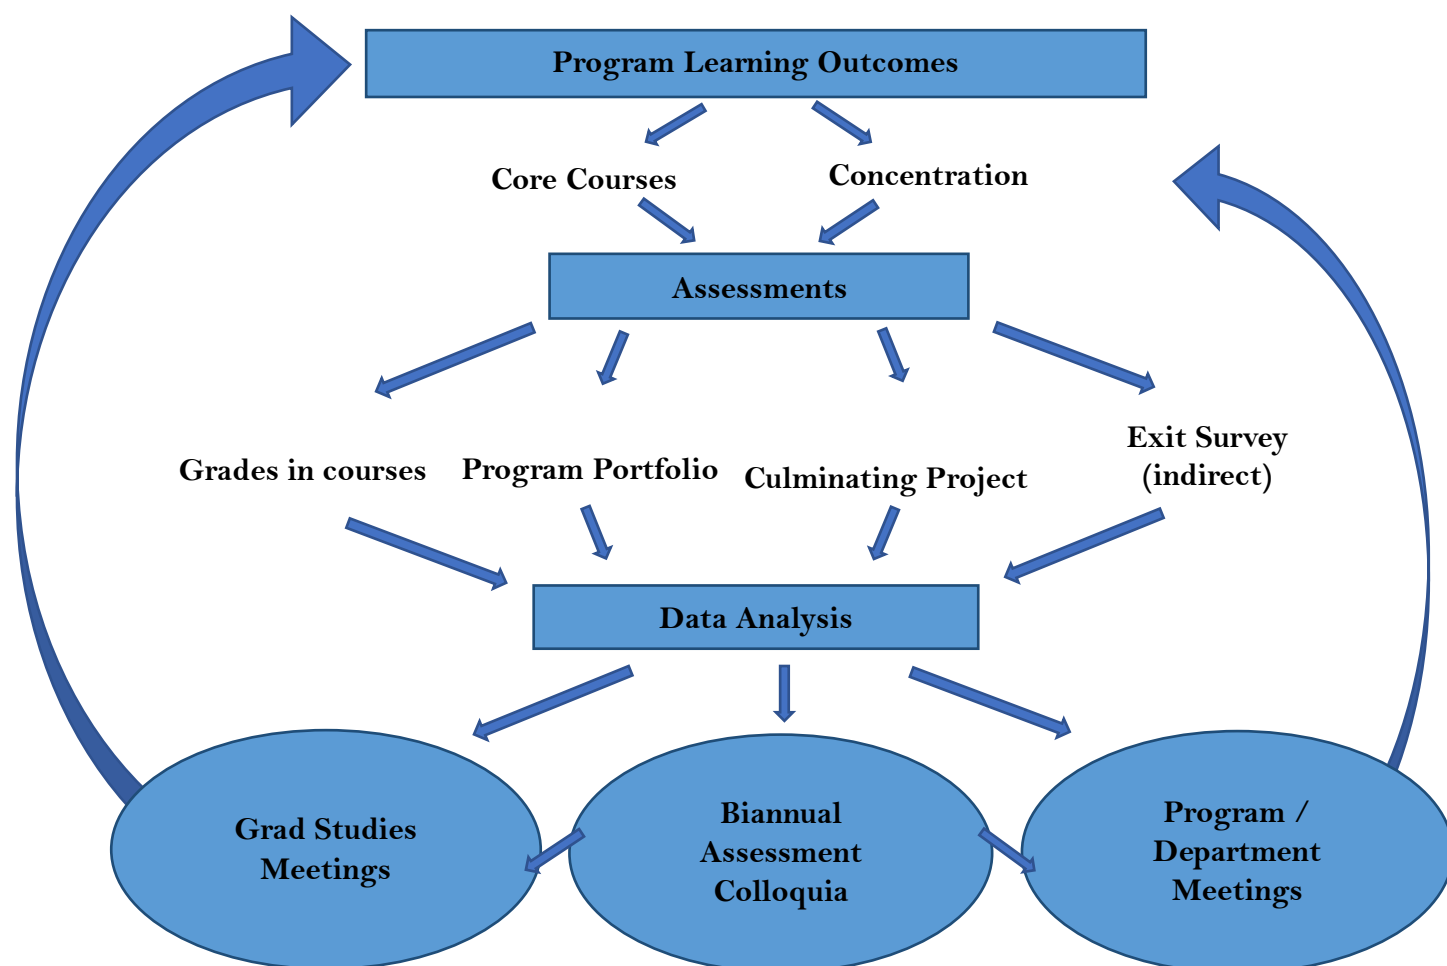 Program Learning Outcomes
Core Courses
Concentration
Assessments
Grades in courses
Program Portfolio
Culminating Project
Exit Survey
(indirect)
Data Analysis
Grad Studies
Meetings
Biannual
Assessment
Colloquia
Program /
Department
Meetings